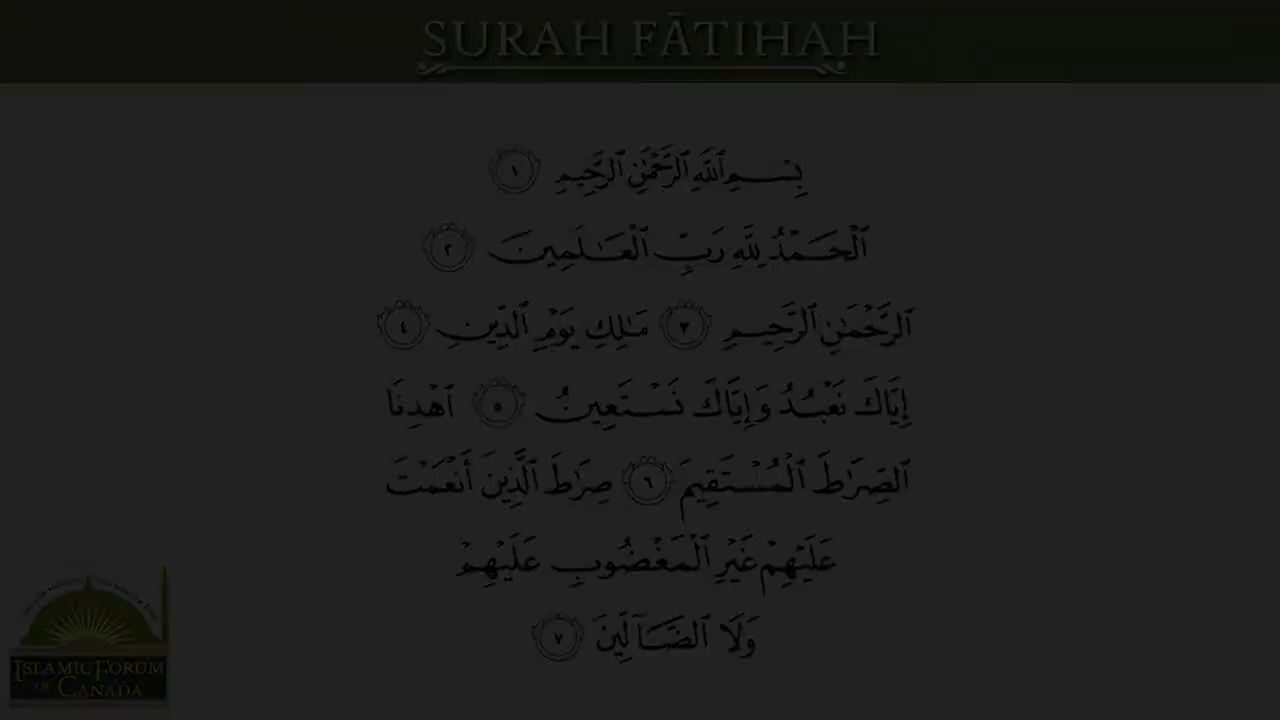 SURAH FĀTIHAH
بِسْمِ ٱللَّهِ ٱلرَّحْمَٰنِ ٱلرَّحِيمِ ١
ٱلْحَمْدُ لِلَّهِ رَبِّ ٱلْعَٰلَمِينَ ٢
ٱلرَّحْمَٰنِ ٱلرَّحِيمِ ٣ مَٰلِكِ يَوْمِ ٱلدِّينِ ٤
إِيَّاكَ نَعْبُدُ وَإِيَّاكَ نَسْتَعِينُ ٥ ٱهْدِنَا
ٱلصِّرَٰطَ ٱلْمُسْتَقِيمَ ٦ صِرَٰطَ ٱلَّذِينَ أَنْعَمْتَ
عَلَيْهِمْ غَيْرِ ٱلْمَغْضُوبِ عَلَيْهِمْ
وَلَا ٱلضَّآلِّينَ ٧
ISLAMIC FORUM
OF CANADA